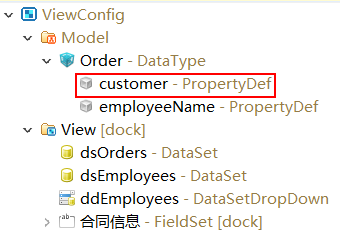 ViewConfig
Model
Order - DataType
customer - PropertyDef
employeeName - PropertyDef
View [dock]
dsOrders - DataSet
dsEmployees - DataSet
ddEmployees - DataSetDropDown
合同信息 - FieldSet [dock]